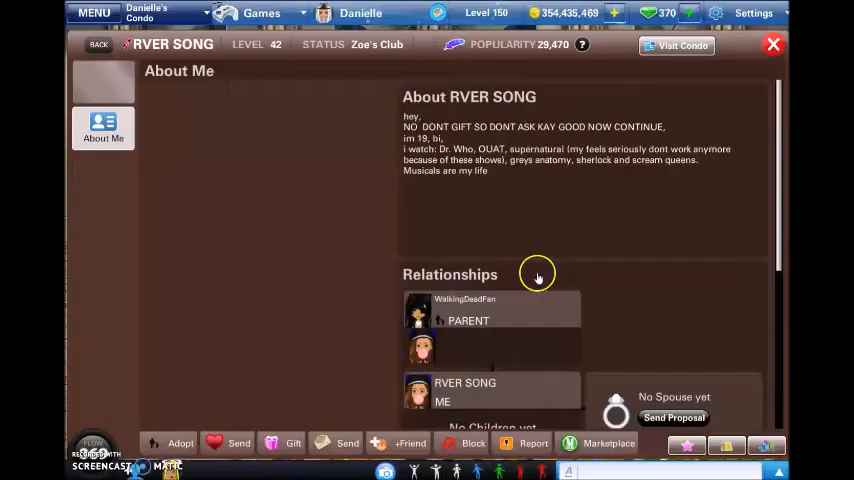 MENU Danielle's Condo Games Danielle Level 150 354,435,469 370 Settings
BACK RVER SONG LEVEL 42 STATUS Zoe's Club POPULARITY 29,470 ? Visit Condo
About Me
About Me
About RVER SONG
hey,
NO DONT GIFT SO DONT ASK KAY GOOD NOW CONTINUE,
im 19, bi,
i watch: Dr. Who, OUAT, supernatural (my feels seriously dont work anymore
because of these shows), greys anatomy, sherlock and scream queens.
Musicals are my life
Relationships
WalkingDeadFan
PARENT
RVER SONG
ME
No Spouse yet
Send Proposal
No Children yet
Adopt Send Gift Send +Friend Block Report Marketplace
FLOW
RECORDED WITH
SCREENCAST MATIC